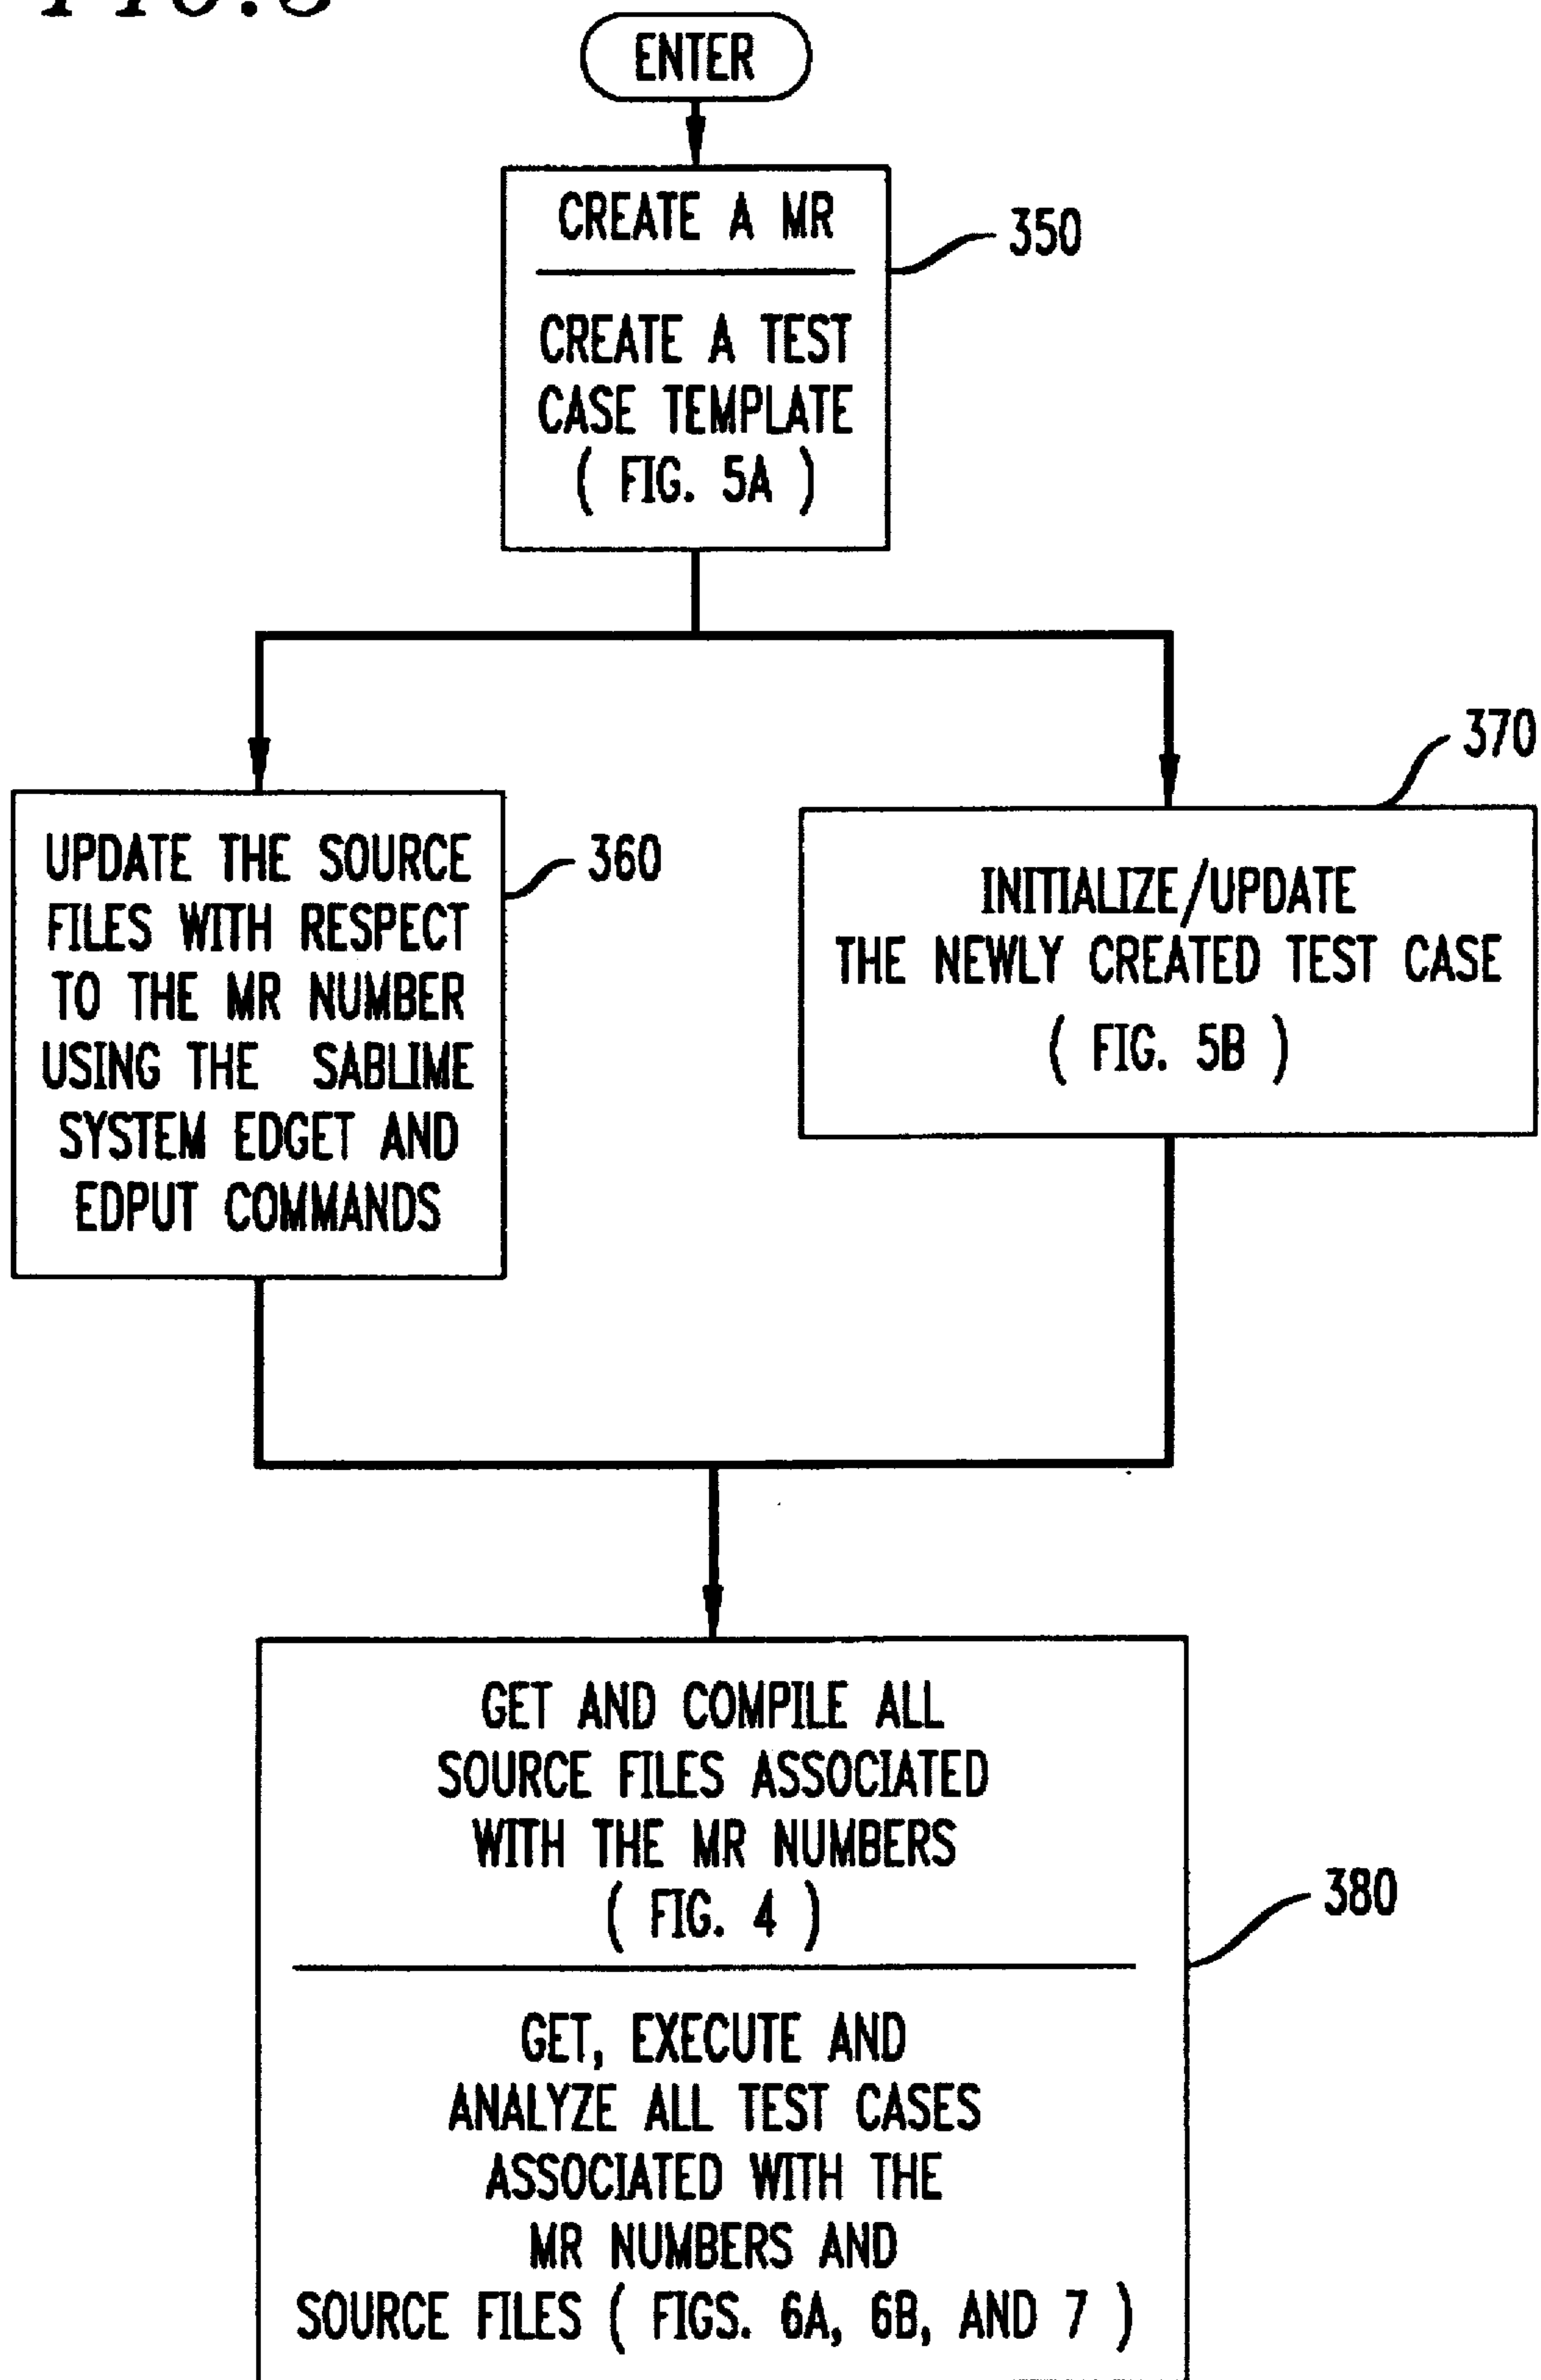 ENTER
CREATE A MR
350
CREATE A TEST
CASE TEMPLATE
( FIG. 5A )
370
UPDATE THE SOURCE
FILES WITH RESPECT
TO THE MR NUMBER
USING THE SABLIME
SYSTEM EDGET AND
EDPUT COMMANDS
360
INITIALIZE/UPDATE
THE NEWLY CREATED TEST CASE
( FIG. 5B )
GET AND COMPILE ALL
SOURCE FILES ASSOCIATED
WITH THE MR NUMBERS
( FIG. 4 )
380
GET, EXECUTE AND
ANALYZE ALL TEST CASES
ASSOCIATED WITH THE
MR NUMBERS AND
SOURCE FILES ( FIGS. 6A, 6B, AND 7 )